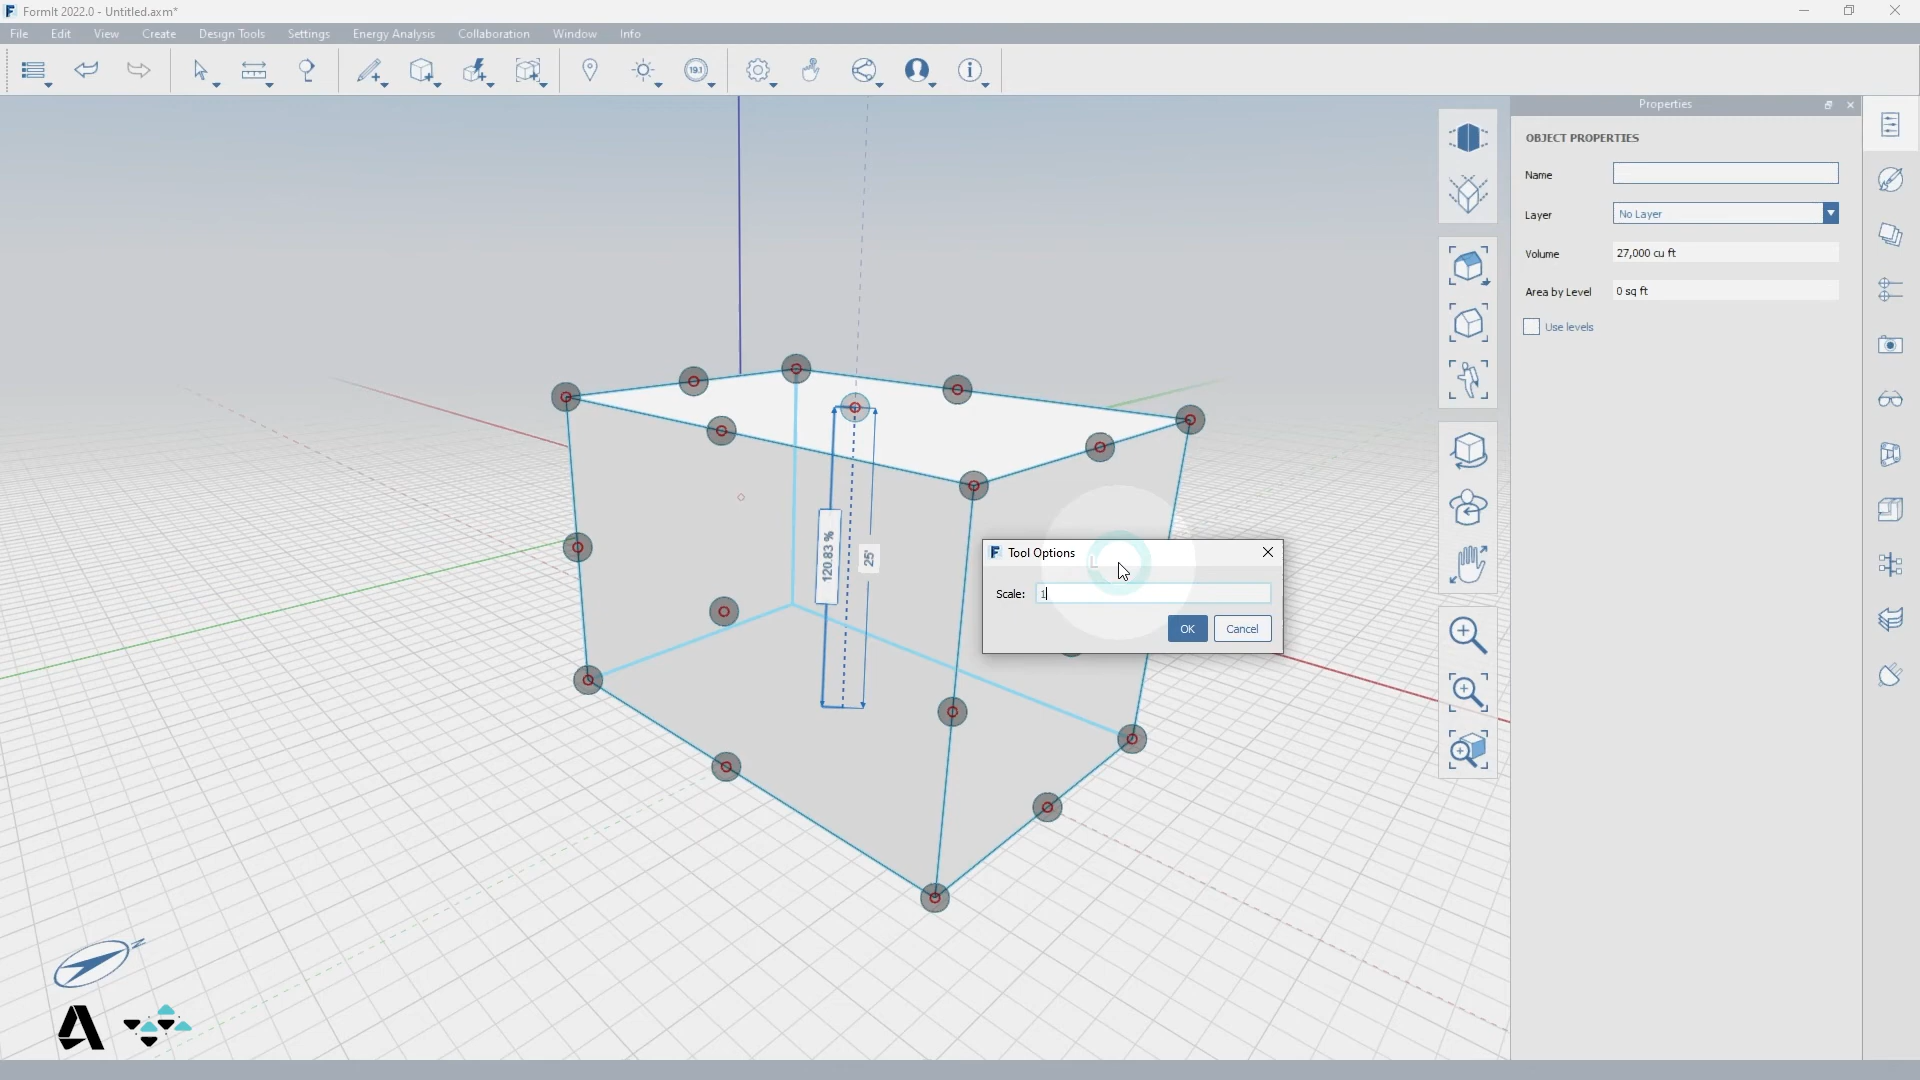 FormIt 2022.0 - Untitled.axm*
File Edit View Create Design Tools Settings Energy Analysis Collaboration Window Info
19.1
Properties
OBJECT PROPERTIES
Name
Layer No Layer
Volume 27,000 cu ft
Area by Level 0 sq ft
Use levels
120.83 %
25'
Tool Options
L
Scale: 1
OK Cancel
N